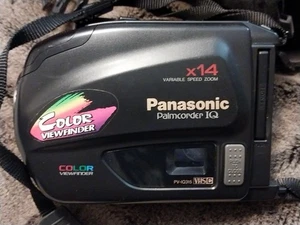 x14
VARIABLE SPEED ZOOM
Panasonic
Palmcorder IQ
COLOR
VIEWFINDER
COLOR
VIEWFINDER
VHS C